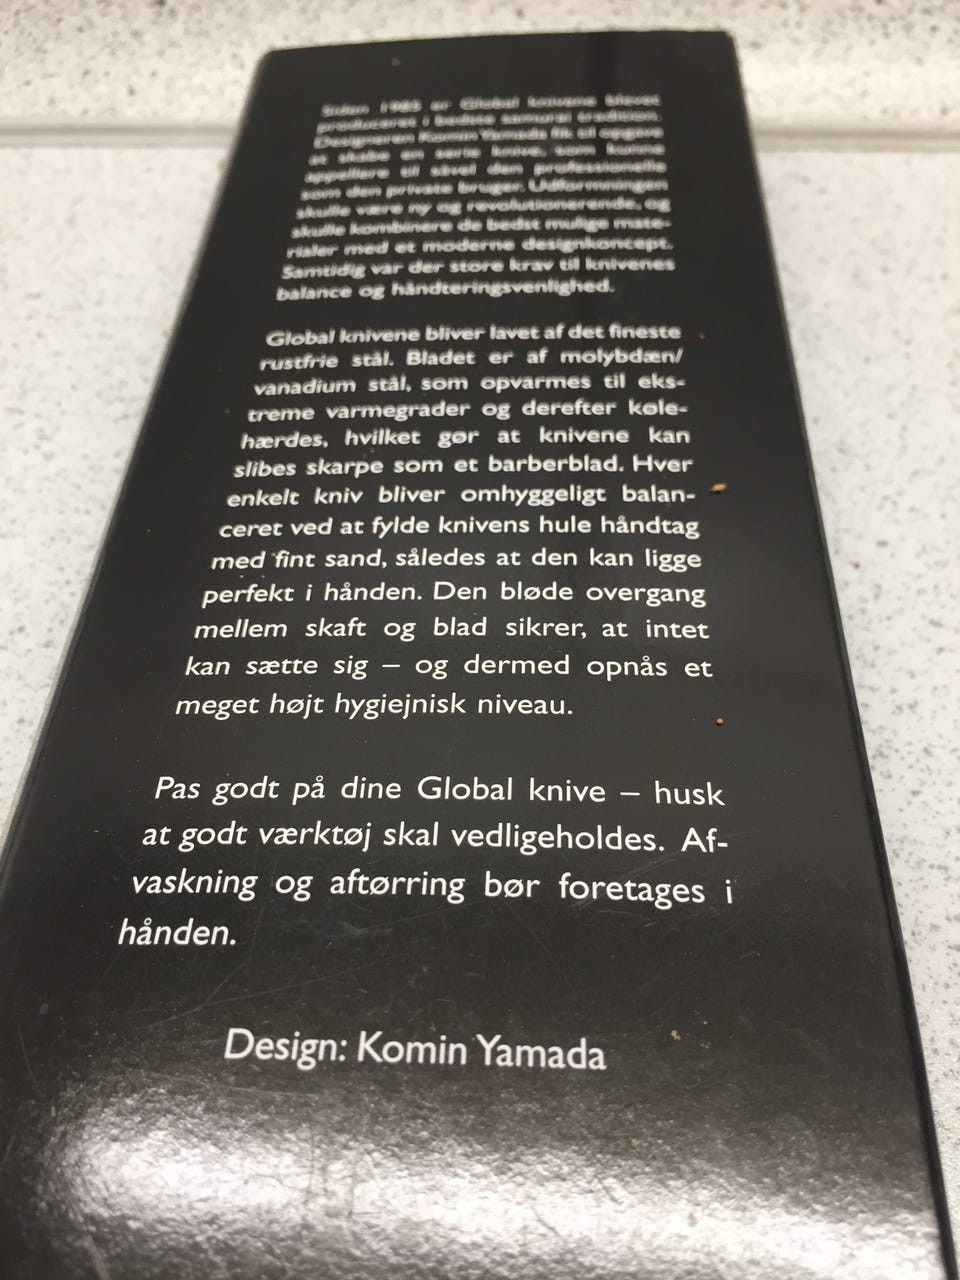 Siden 1985 er Global knivene blevet
produceret i bedste samurai tradition.
Designeren Komin Yamada fik til opgave
at skabe en serie knive, som kunne
appellere til såvel den professionelle
som den private bruger. Udformningen
skulle være ny og revolutionerende, og
skulle kombinere de bedst mulige mate-
rialer med et moderne designkoncept.
Samtidig var der store krav til knivenes
balance og håndteringsvenlighed.
Global knivene bliver lavet af det fineste
rustfrie stål. Bladet er af molybdæn/
vanadium stål, som opvarmes til eks-
treme varmegrader og derefter køle-
hærdes, hvilket gør at knivene kan
slibes skarpe som et barberblad. Hver
enkelt kniv bliver omhyggeligt balan-
ceret ved at fylde knivens hule håndtag
med fint sand, således at den kan ligge
perfekt i hånden. Den bløde overgang
mellem skaft og blad sikrer, at intet
kan sætte sig – og dermed opnås et
meget højt hygiejnisk niveau.
Pas godt på dine Global knive – husk
at godt værktøj skal vedligeholdes. Af-
vaskning og aftørring bør foretages i
hånden.
Design: Komin Yamada